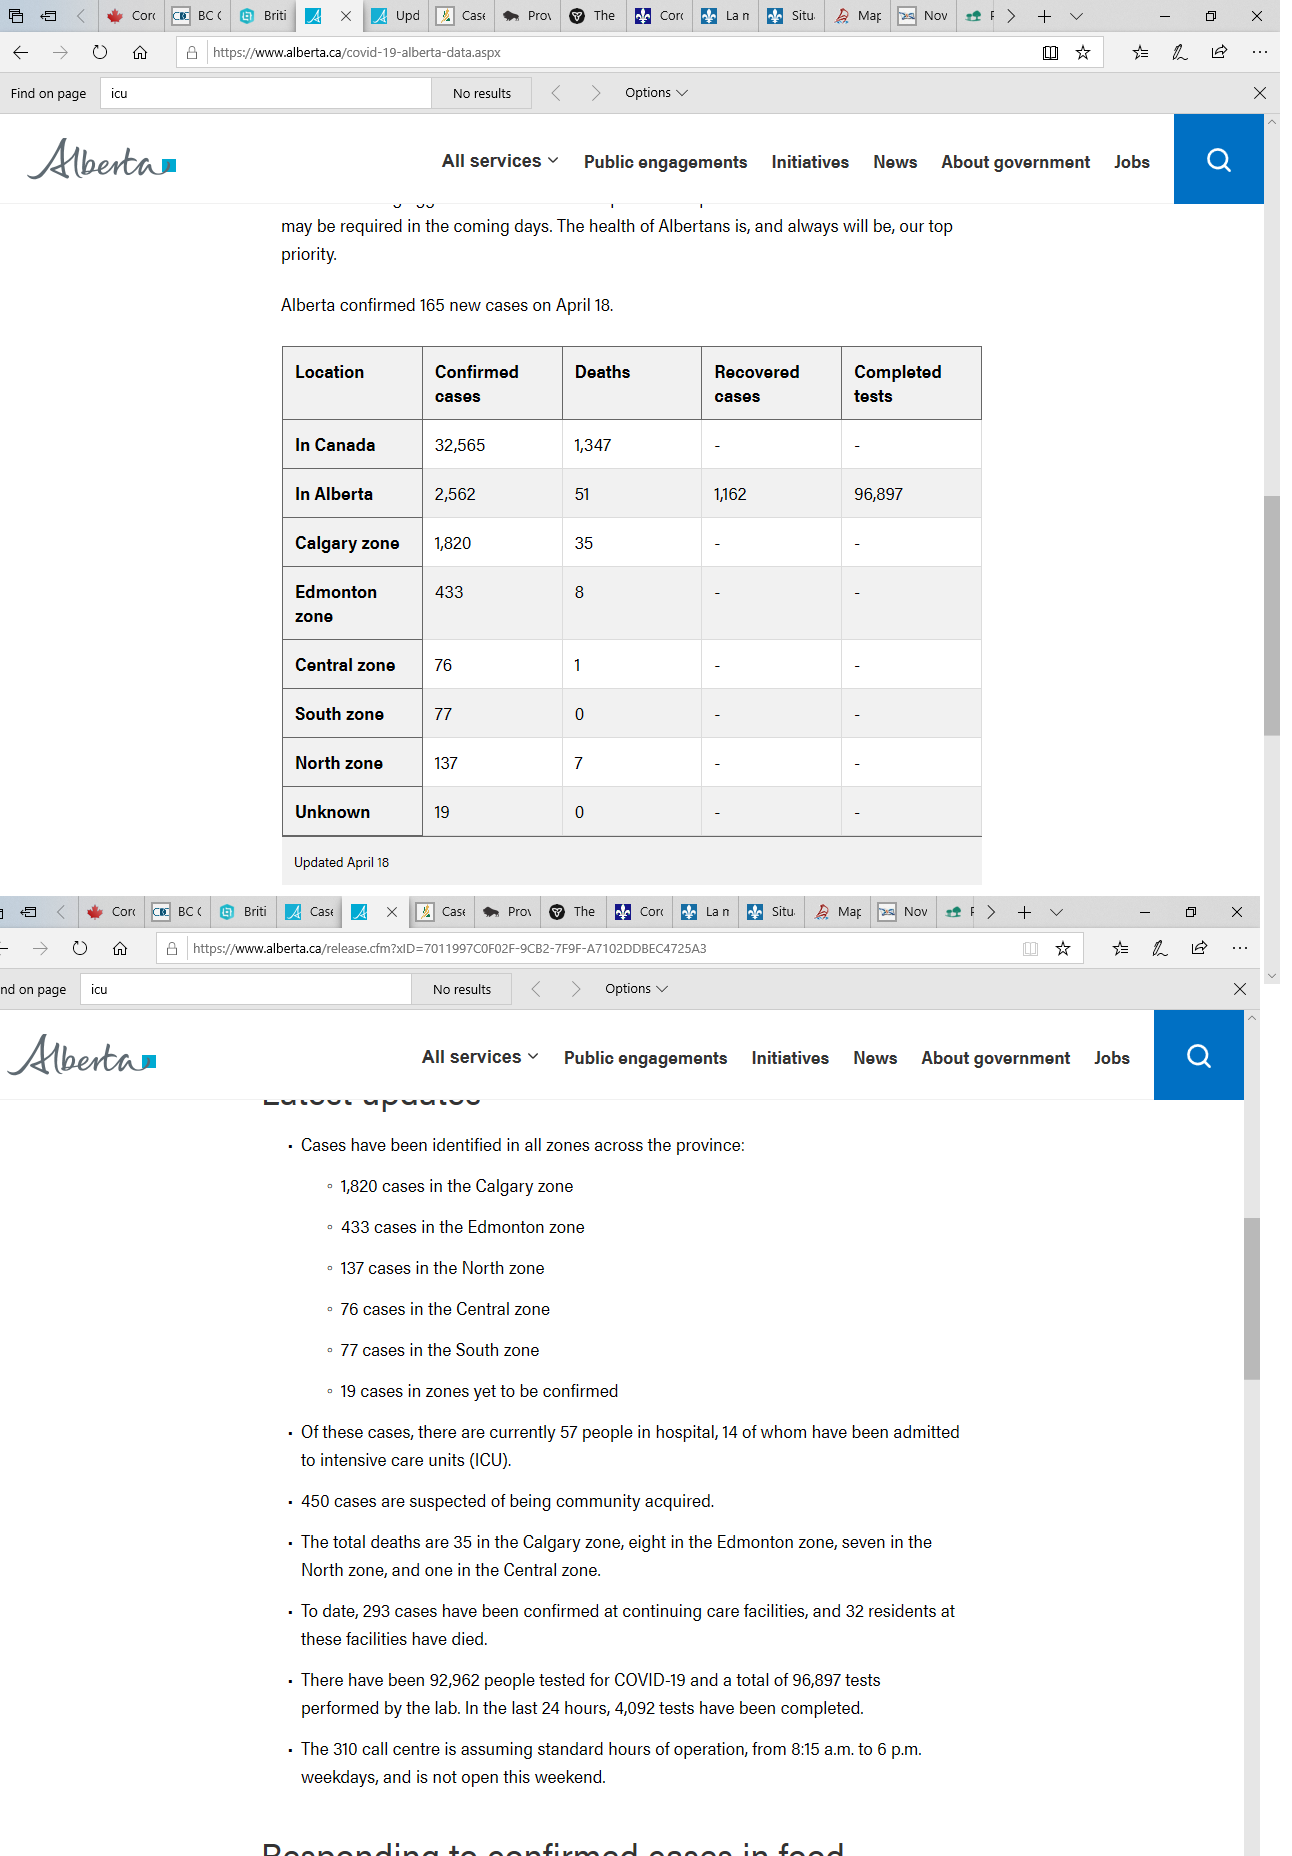 Corc
BC (
Briti
Upd
Case
Prov
The
Corc
La n
Situ
Map
Nov
https://www.alberta.ca/covid-19-alberta-data.aspx
Find on page icu No results Options
Alberta All services Public engagements Initiatives News About government Jobs
may be required in the coming days. The health of Albertans is, and always will be, our top
priority.
Alberta confirmed 165 new cases on April 18.
Location Confirmed cases Deaths Recovered cases Completed tests
In Canada 32,565 1,347 - -
In Alberta 2,562 51 1,162 96,897
Calgary zone 1,820 35 - -
Edmonton zone 433 8 - -
Central zone 76 1 - -
South zone 77 0 - -
North zone 137 7 - -
Unknown 19 0 - -
Updated April 18
Corc
BC (
Briti
Case
Case
Prov
The
Corc
La n
Situ
Map
Nov
https://www.alberta.ca/release.cfm?xID=7011997C0F02F-9CB2-7F9F-A7102DDBEC4725A3
nd on page icu No results Options
Alberta All services Public engagements Initiatives News About government Jobs
Latest updates
▪ Cases have been identified in all zones across the province:
▫ 1,820 cases in the Calgary zone
▫ 433 cases in the Edmonton zone
▫ 137 cases in the North zone
▫ 76 cases in the Central zone
▫ 77 cases in the South zone
▫ 19 cases in zones yet to be confirmed
▪ Of these cases, there are currently 57 people in hospital, 14 of whom have been admitted
to intensive care units (ICU).
▪ 450 cases are suspected of being community acquired.
▪ The total deaths are 35 in the Calgary zone, eight in the Edmonton zone, seven in the
North zone, and one in the Central zone.
▪ To date, 293 cases have been confirmed at continuing care facilities, and 32 residents at
these facilities have died.
▪ There have been 92,962 people tested for COVID-19 and a total of 96,897 tests
performed by the lab. In the last 24 hours, 4,092 tests have been completed.
▪ The 310 call centre is assuming standard hours of operation, from 8:15 a.m. to 6 p.m.
weekdays, and is not open this weekend.
Responding to confirmed cases in food